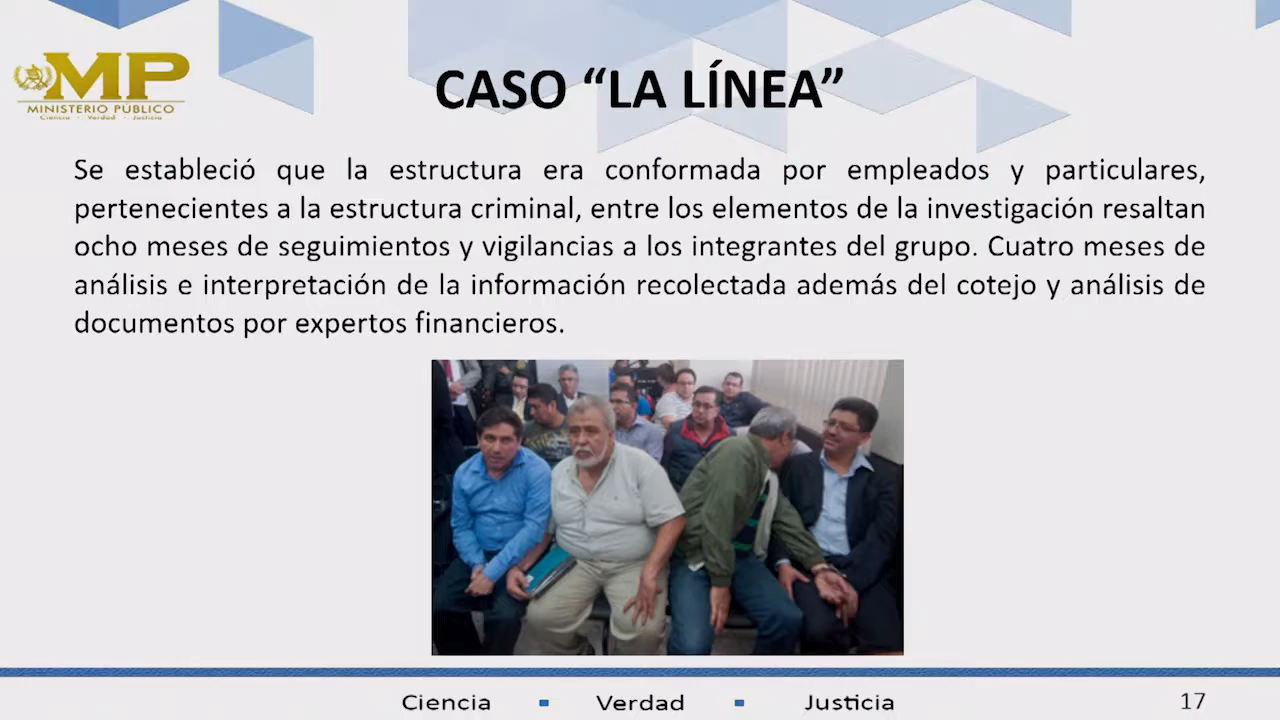 MP
MINISTERIO PÚBLICO
Ciencia - Verdad - Justicia
CASO “LA LÍNEA”
Se estableció que la estructura era conformada por empleados y particulares,
pertenecientes a la estructura criminal, entre los elementos de la investigación resaltan
ocho meses de seguimientos y vigilancias a los integrantes del grupo. Cuatro meses de
análisis e interpretación de la información recolectada además del cotejo y análisis de
documentos por expertos financieros.
Ciencia ▪ Verdad ▪ Justicia 17